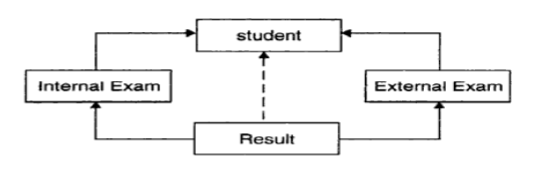 student
Internal Exam
External Exam
Result